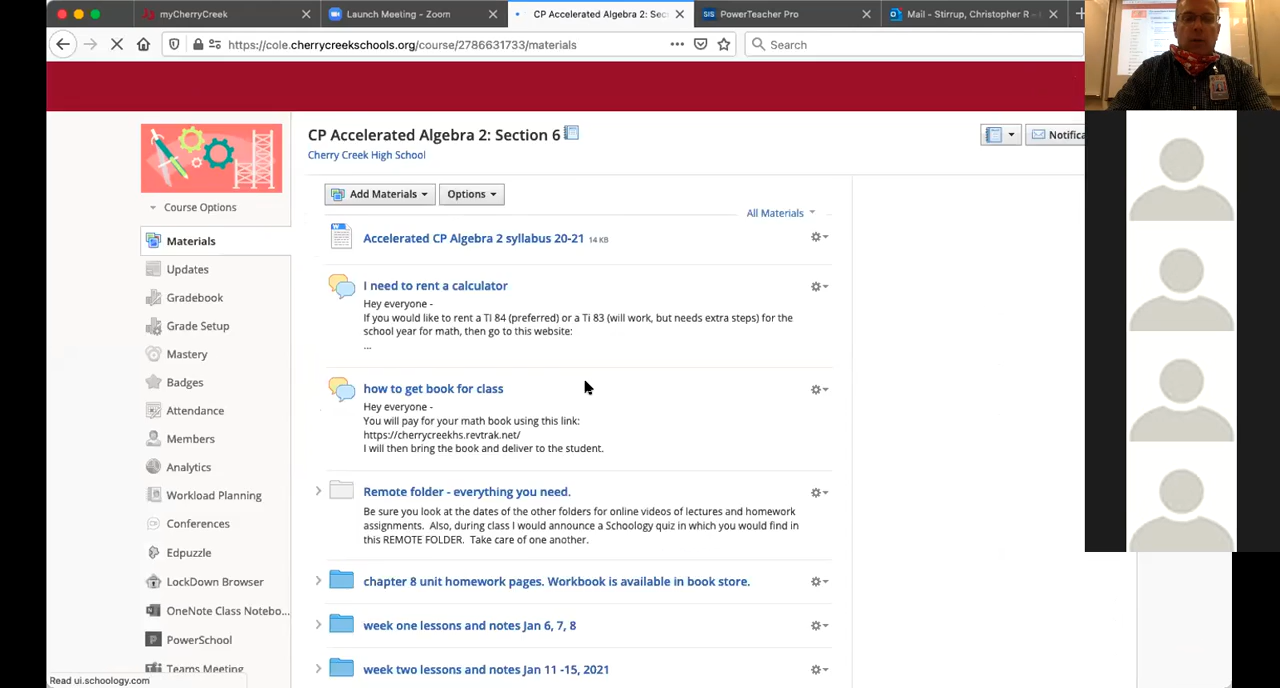 myCherryCreek
Launch Meeting - Zoom
CP Accelerated Algebra 2: Sec
SIS PowerTeacher Pro
Mail - Stirrup, Christopher R -
https://cole.cherrycreekschools.org/course/2786631733/materials
Search
CP Accelerated Algebra 2: Section 6
Cherry Creek High School
Notifica
Add Materials
Options
Course Options
All Materials
Materials
Updates
Gradebook
Grade Setup
Mastery
Badges
Attendance
Members
Analytics
Workload Planning
Conferences
Edpuzzle
LockDown Browser
OneNote Class Notebo...
PowerSchool
Teams Meeting
Read ui.schoology.com
Accelerated CP Algebra 2 syllabus 20-21 14 KB
I need to rent a calculator
Hey everyone -
If you would like to rent a TI 84 (preferred) or a Ti 83 (will work, but needs extra steps) for the
school year for math, then go to this website:
...
how to get book for class
Hey everyone -
You will pay for your math book using this link:
https://cherrycreekhs.revtrak.net/
I will then bring the book and deliver to the student.
Remote folder - everything you need.
Be sure you look at the dates of the other folders for online videos of lectures and homework
assignments. Also, during class I would announce a Schoology quiz in which you would find in
this REMOTE FOLDER. Take care of one another.
chapter 8 unit homework pages. Workbook is available in book store.
week one lessons and notes Jan 6, 7, 8
week two lessons and notes Jan 11 -15, 2021